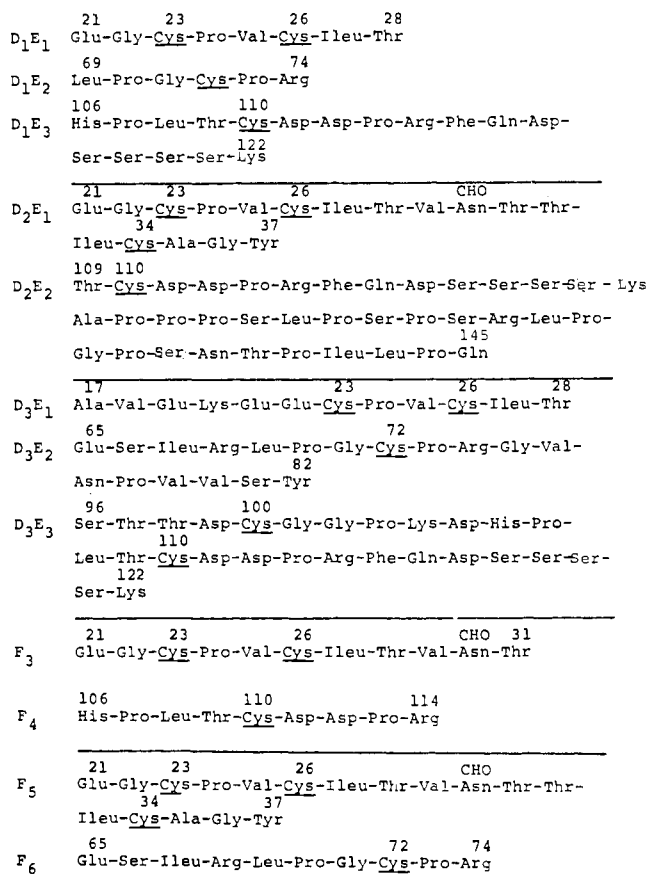 21 23 26 28
D1E1 Glu-Gly-Cys-Pro-Val-Cys-Ileu-Thr
69 74
D1E2 Leu-Pro-Gly-Cys-Pro-Arg
106 110
D1E3 His-Pro-Leu-Thr-Cys-Asp-Asp-Pro-Arg-Phe-Gln-Asp-
122
Ser-Ser-Ser-Ser-Lys
21 23 26 CHO
D2E1 Glu-Gly-Cys-Pro-Val-Cys-Ileu-Thr-Val-Asn-Thr-Thr-
34 37
Ileu-Cys-Ala-Gly-Tyr
109 110
D2E2 Thr-Cys-Asp-Asp-Pro-Arg-Phe-Gln-Asp-Ser-Ser-Ser-Ser-Lys
Ala-Pro-Pro-Pro-Ser-Leu-Pro-Ser-Pro-Ser-Arg-Leu-Pro-
145
Gly-Pro-Ser-Asn-Thr-Pro-Ileu-Leu-Pro-Gln
17 23 26 28
D3E1 Ala-Val-Glu-Lys-Glu-Glu-Cys-Pro-Val-Cys-Ileu-Thr
65 72
D3E2 Glu-Ser-Ileu-Arg-Leu-Pro-Gly-Cys-Pro-Arg-Gly-Val-
82
Asn-Pro-Val-Val-Ser-Tyr
96 100
D3E3 Ser-Thr-Thr-Asp-Cys-Gly-Gly-Pro-Lys-Asp-His-Pro-
110
Leu-Thr-Cys-Asp-Asp-Pro-Arg-Phe-Gln-Asp-Ser-Ser-Ser-
122
Ser-Lys
21 23 26 CHO 31
F3 Glu-Gly-Cys-Pro-Val-Cys-Ileu-Thr-Val-Asn-Thr
106 110 114
F4 His-Pro-Leu-Thr-Cys-Asp-Asp-Pro-Arg
21 23 26 CHO
F5 Glu-Gly-Cys-Pro-Val-Cys-Ileu-Thr-Val-Asn-Thr-Thr-
34 37
Ileu-Cys-Ala-Gly-Tyr
65 72 74
F6 Glu-Ser-Ileu-Arg-Leu-Pro-Gly-Cys-Pro-Arg